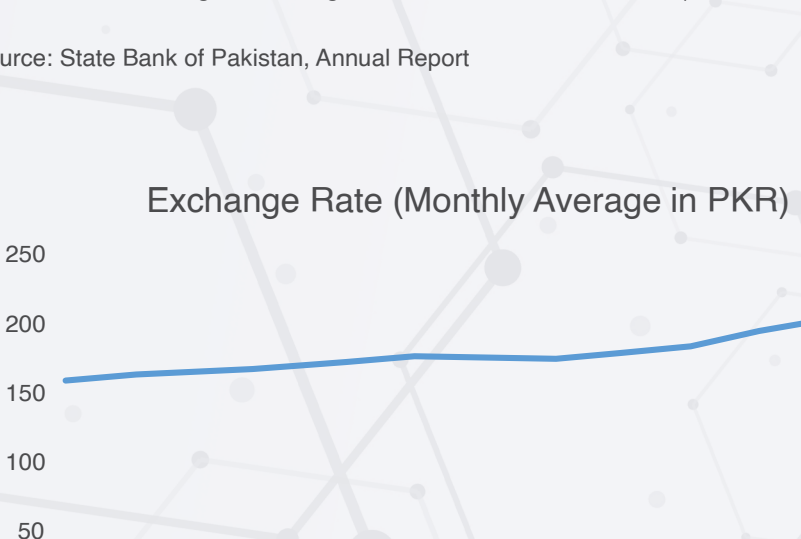 urce: State Bank of Pakistan, Annual Report
Exchange Rate (Monthly Average in PKR)
250
200
150
100
50